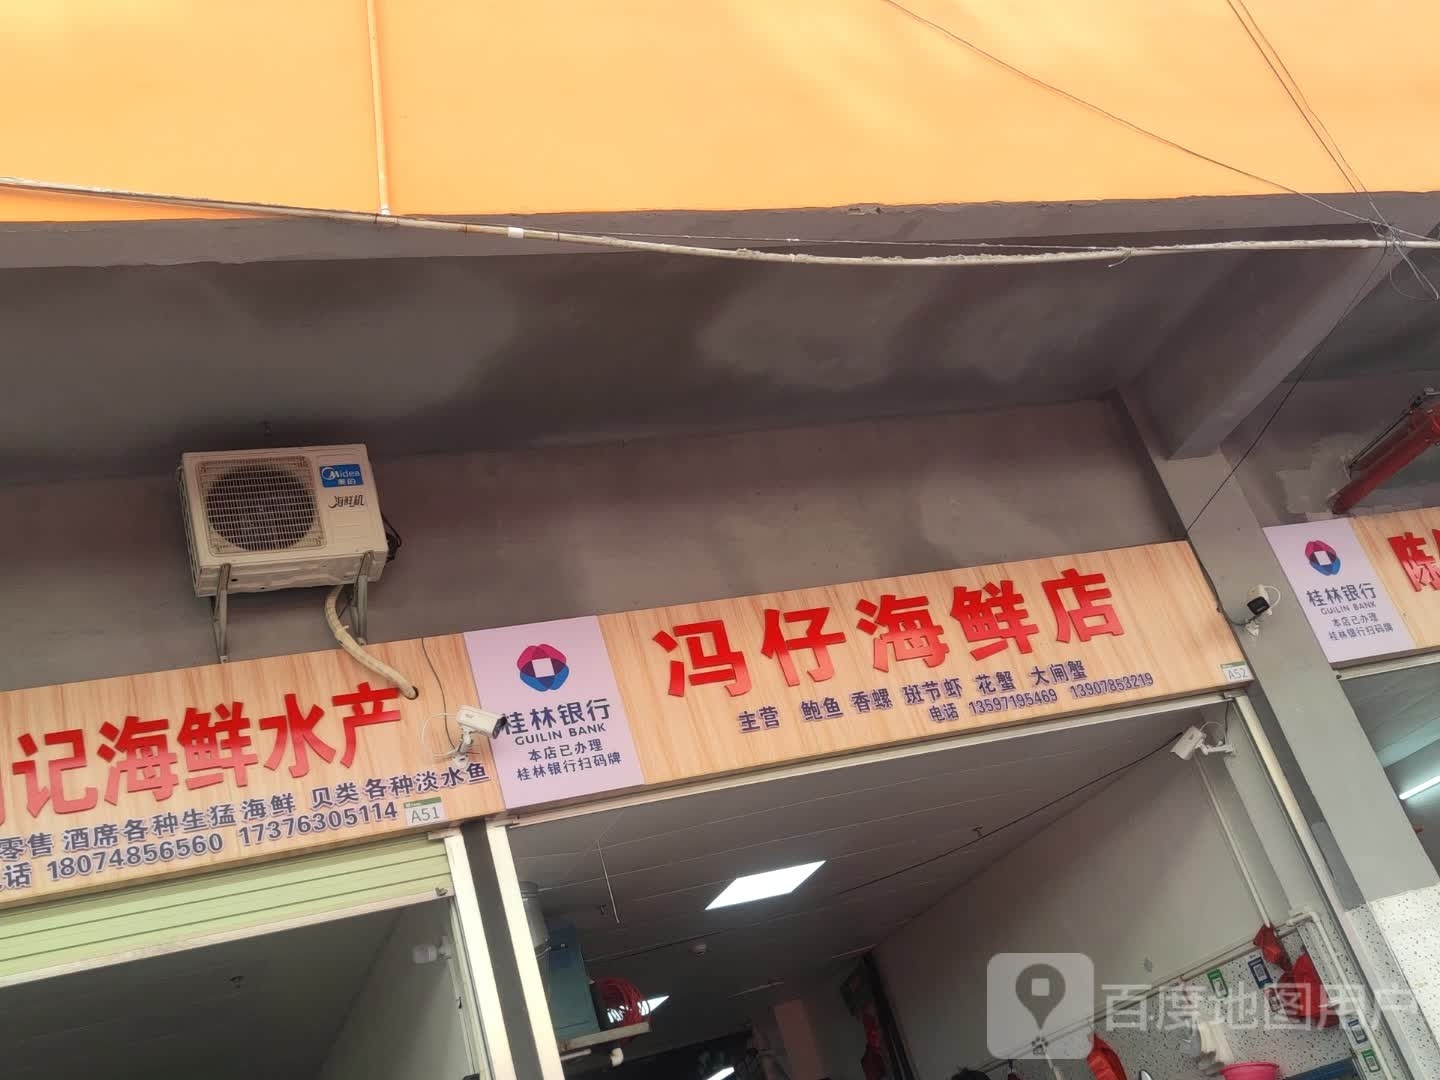 Midea
美的
海鲜机
记海鲜水产
零售 酒席各种生猛海鲜 贝类各种淡水鱼
话 18074856560 17376305114
A51
桂林银行
GUILIN BANK
本店已办理
桂林银行扫码牌
冯仔海鲜店
主营 鲍鱼 香螺 斑节虾 花蟹 大闸蟹
电话 13597195469 13907853219
A52
桂林银行
GUILIN BANK
本店已办理
桂林银行扫码牌
陈
百度地图用户